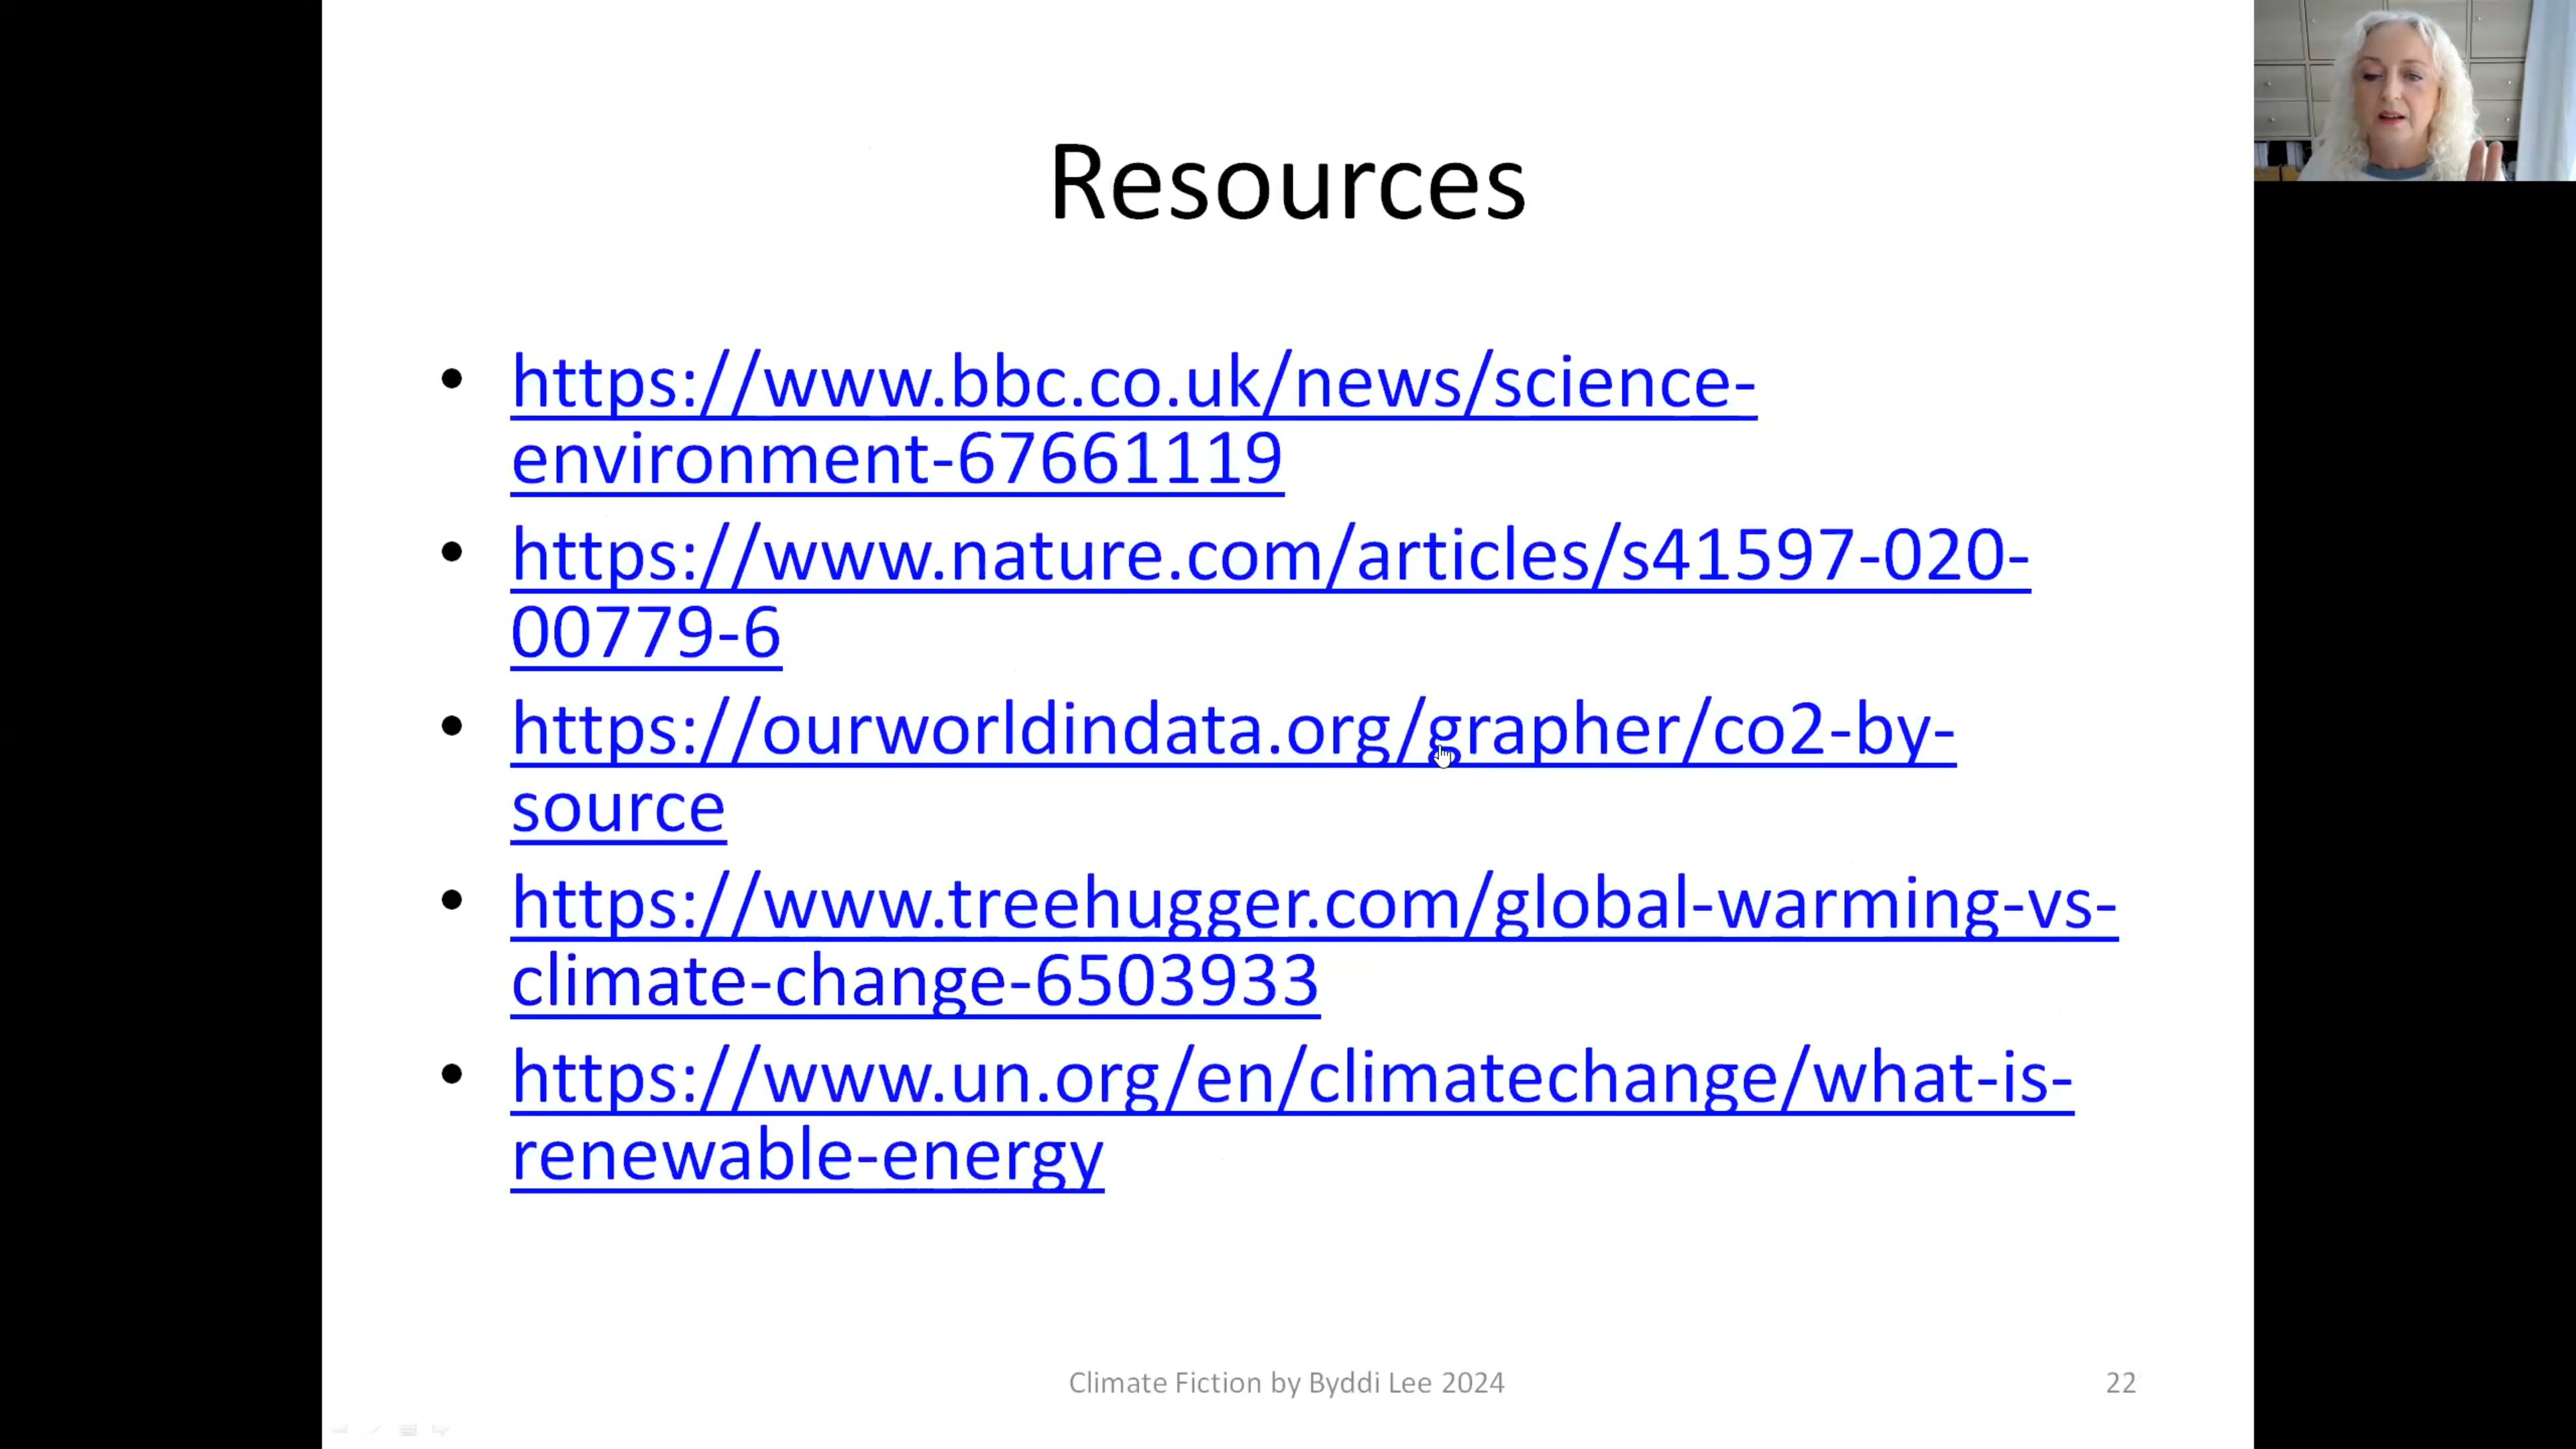 Resources
• https://www.bbc.co.uk/news/science-
environment-67661119
• https://www.nature.com/articles/s41597-020-
00779-6
• https://ourworldindata.org/grapher/co2-by-
source
• https://www.treehugger.com/global-warming-vs-
climate-change-6503933
• https://www.un.org/en/climatechange/what-is-
renewable-energy
Climate Fiction by Byddi Lee 2024
22